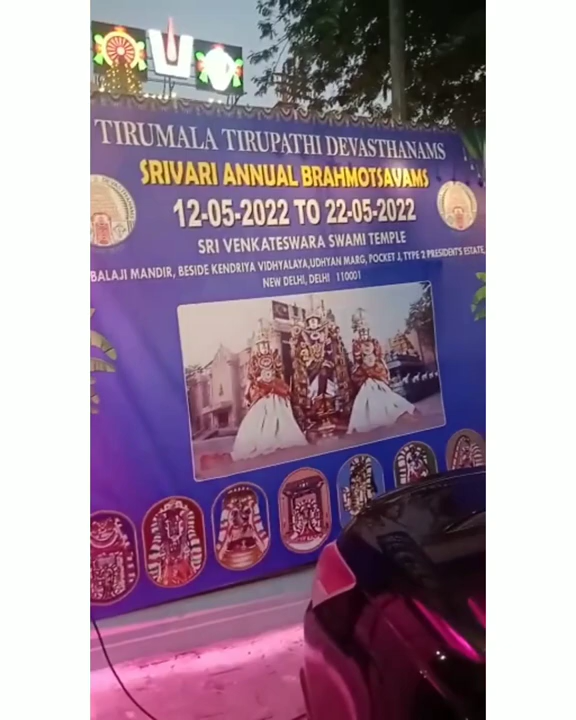 TIRUMALA TIRUPATHI DEVASTHANAMS
SRIVARI ANNUAL BRAHMOTSAVAMS
12-05-2022 TO 22-05-2022
SRI VENKATESWARA SWAMI TEMPLE
BALAJI MANDIR, BESIDE KENDRIYA VIDHYALAYA,UDHYAN MARG, POCKET J, TYPE 2 PRESIDENT'S ESTATE,
NEW DELHI, DELHI 110001